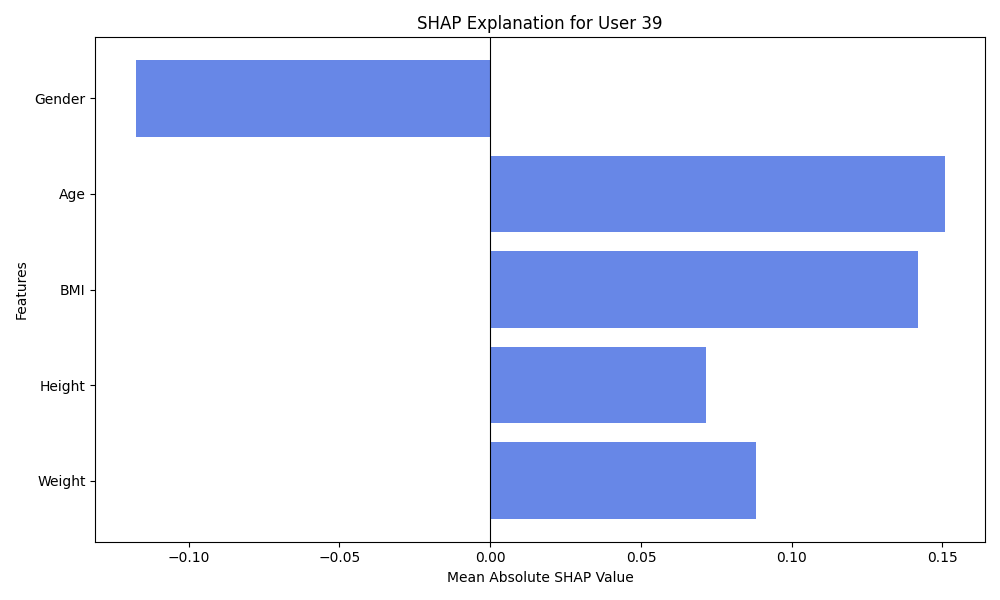 SHAP Explanation for User 39
Gender
Age
BMI
Height
Weight
Features
−0.10
−0.05
0.00
0.05
0.10
0.15
Mean Absolute SHAP Value